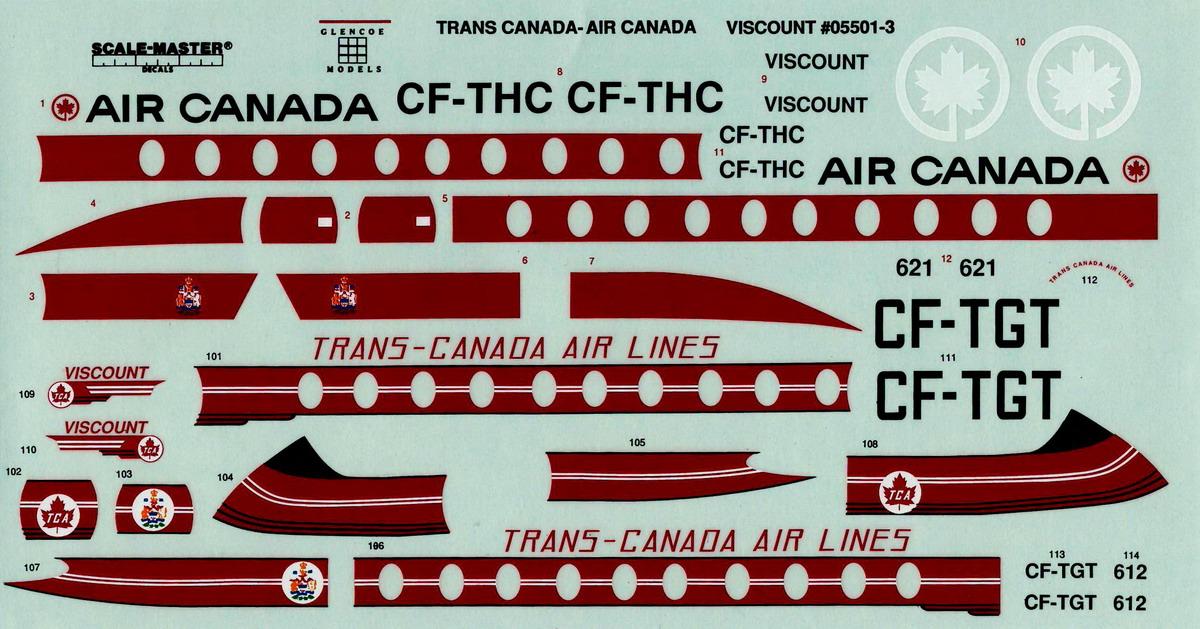 SCALE-MASTER®
DECALS
GLENCOE
MODELS
TRANS CANADA- AIR CANADA VISCOUNT #05501-3
1 AIR CANADA
8
CF-THC CF-THC
VISCOUNT
9
VISCOUNT
10
CF-THC
11
CF-THC AIR CANADA
4
2
5
3
6
7
621 12 621
TRANS CANADA AIR LINES
112
CF-TGT
111
CF-TGT
TRANS-CANADA AIR LINES
101
109 VISCOUNT
TCA
110 VISCOUNT
TCA
102
TCA
103
104
105
108
TCA
TRANS-CANADA AIR LINES
107
106
113 114
CF-TGT 612
CF-TGT 612